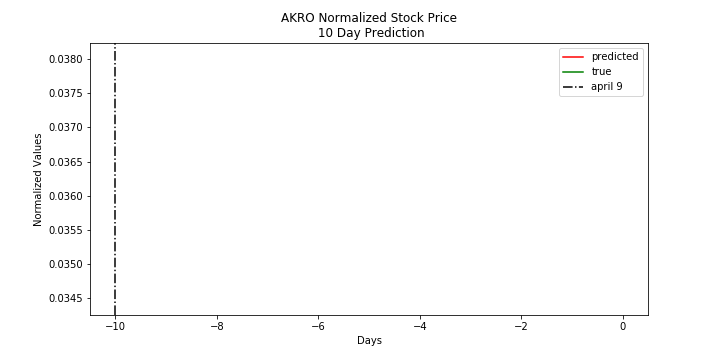 AKRO Normalized Stock Price
10 Day Prediction
predicted
true
april 9
Normalized Values
0.0380
0.0375
0.0370
0.0365
0.0360
0.0355
0.0350
0.0345
−10
−8
−6
−4
−2
0
Days